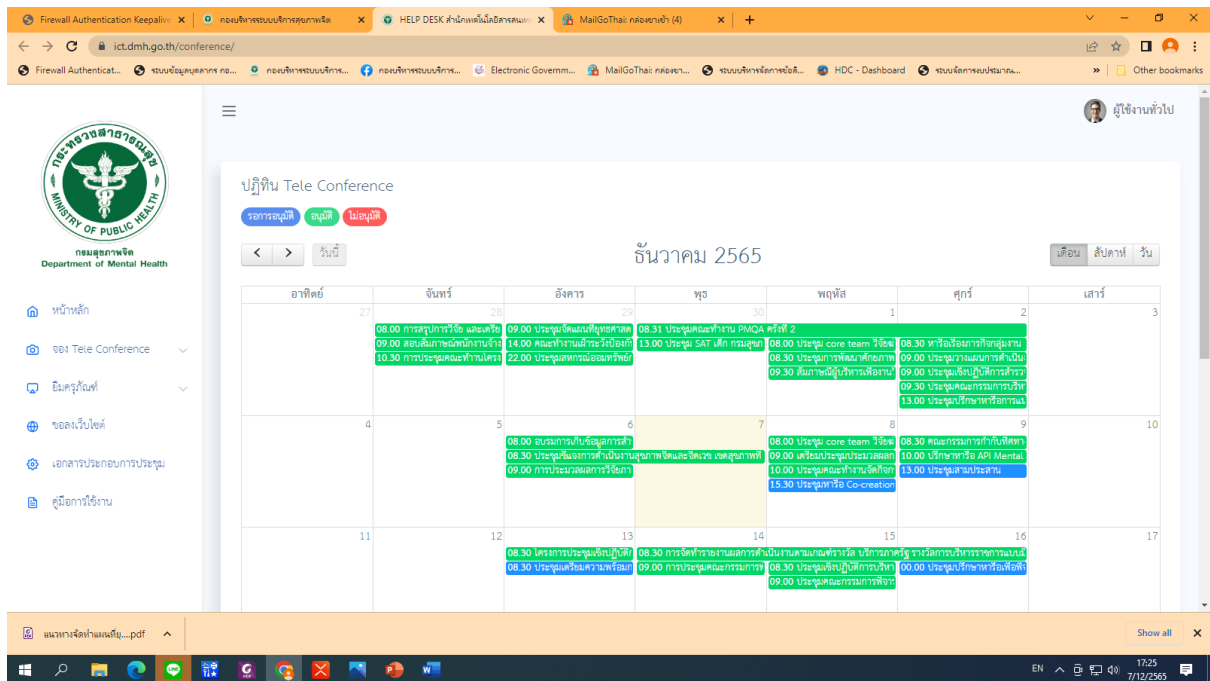 Firewall Authentication Keepalive
กองบริหารระบบบริการสุขภาพจิต
HELP DESK สำนักเทคโนโลยีสารสนเทศ
MailGoThai: กล่องขาเข้า (4)
ict.dmh.go.th/conference/
Firewall Authenticat...
ระบบข้อมูลบุคลากร กอ...
กองบริหารระบบบริการ...
กองบริหารระบบบริการ...
Electronic Governm...
MailGoThai: กล่องขา...
ระบบบริหารจัดการข้อสั...
HDC - Dashboard
ระบบจัดการงบประมาณ...
Other bookmarks
ผู้ใช้งานทั่วไป
กระทรวงสาธารณสุข
MINISTRY OF PUBLIC HEALTH
กรมสุขภาพจิต
Department of Mental Health
หน้าหลัก
จอง Tele Conference
ยืมครุภัณฑ์
ขอลงเว็บไซต์
เอกสารประกอบการประชุม
คู่มือการใช้งาน
ปฏิทิน Tele Conference
รอการอนุมัติ อนุมัติ ไม่อนุมัติ
วันนี้
ธันวาคม 2565
เดือน สัปดาห์ วัน
อาทิตย์ จันทร์ อังคาร พุธ พฤหัส ศุกร์ เสาร์
27 28 29 30 1 2 3
08.00 การสรุปการวิจัย และเตรีย
09.00 ประชุมจัดแผนที่ยุทธศาสต
08.31 ประชุมคณะทำงาน PMQA ครั้งที่ 2
09.00 สอบสัมภาษณ์พนักงานจ้าง
14.00 คณะทำงานเฝ้าระวังป้องกั
13.00 ประชุม SAT เด็ก กรมสุขภ
08.00 ประชุม core team วิจัย
08.30 หารือเรื่องภารกิจกลุ่มงาน
10.30 การประชุมคณะทำงานโครง
22.00 ประชุมสหกรณ์ออมทรัพย์ก
08.30 ประชุมการพัฒนาศักยภาพ
09.00 ประชุมวางแผนการดำเนิน
09.30 สัมภาษณ์ผู้บริหารเพื่องาน
09.00 ประชุมเชิงปฏิบัติการสำรว
09.30 ประชุมคณะกรรมการบริห
13.00 ประชุมปรึกษาหารือการแน
4 5 6 7 8 9 10
08.00 อบรมการเก็บข้อมูลการสำ
08.00 ประชุม core team วิจัย
08.30 คณะกรรมการกำกับทิศทา
08.30 ประชุมชี้แจงการดำเนินงานสุขภาพจิตและจิตเวช เขตสุขภาพที่
09.00 เตรียมประชุมประมวลผลก
10.00 ปรึกษาหารือ API Mental
09.00 การประมวลผลการวิจัยภา
10.00 ประชุมคณะทำงานจัดกิจก
13.00 ประชุมสามประสาน
15.30 ประชุมหารือ Co-creation
11 12 13 14 15 16 17
08.30 โครงการประชุมเชิงปฏิบัติก
08.30 การจัดทำรายงานผลการดำเนินงานตามเกณฑ์รางวัล บริการภาครัฐ รางวัลการบริหารราชการแบบมี
08.30 ประชุมเตรียมความพร้อมก
09.00 การประชุมคณะกรรมการพ
08.30 ประชุมเชิงปฏิบัติการบริหา
00.00 ประชุมปรึกษาหารือเพื่อพิจ
09.00 ประชุมคณะกรรมการพิจาร
แนวทางจัดทำแผนที่ยุ....pdf
Show all
EN
17:25
7/12/2565